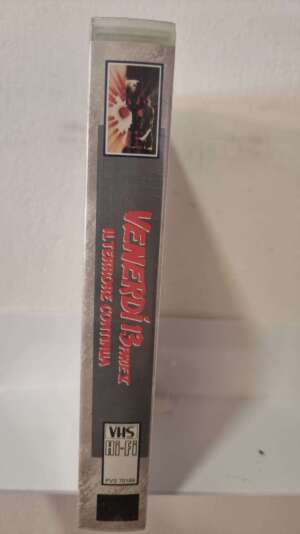 VENERDÌ 13 PARTE V
IL TERRORE CONTINUA
VHS
Hi-Fi